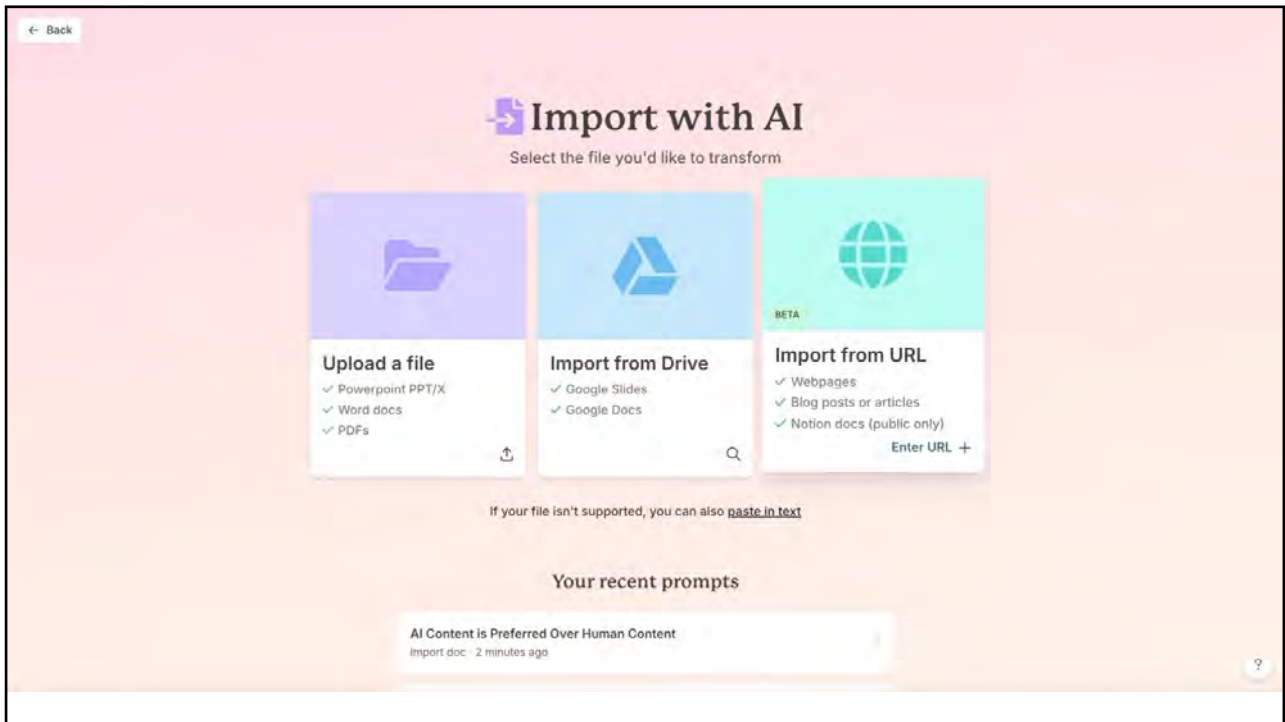 ← Back
Import with AI
Select the file you'd like to transform
Upload a file
✓ Powerpoint PPT/X
✓ Word docs
✓ PDFs
Import from Drive
✓ Google Slides
✓ Google Docs
BETA
Import from URL
✓ Webpages
✓ Blog posts or articles
✓ Notion docs (public only)
Enter URL +
If your file isn't supported, you can also paste in text
Your recent prompts
AI Content is Preferred Over Human Content
Import doc · 2 minutes ago
?